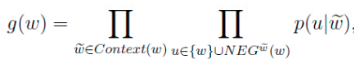 g(w) = ∏_{w̃∈Context(w)} ∏_{u∈{w}∪NEG^{w̃}(w)} p(u|w̃),